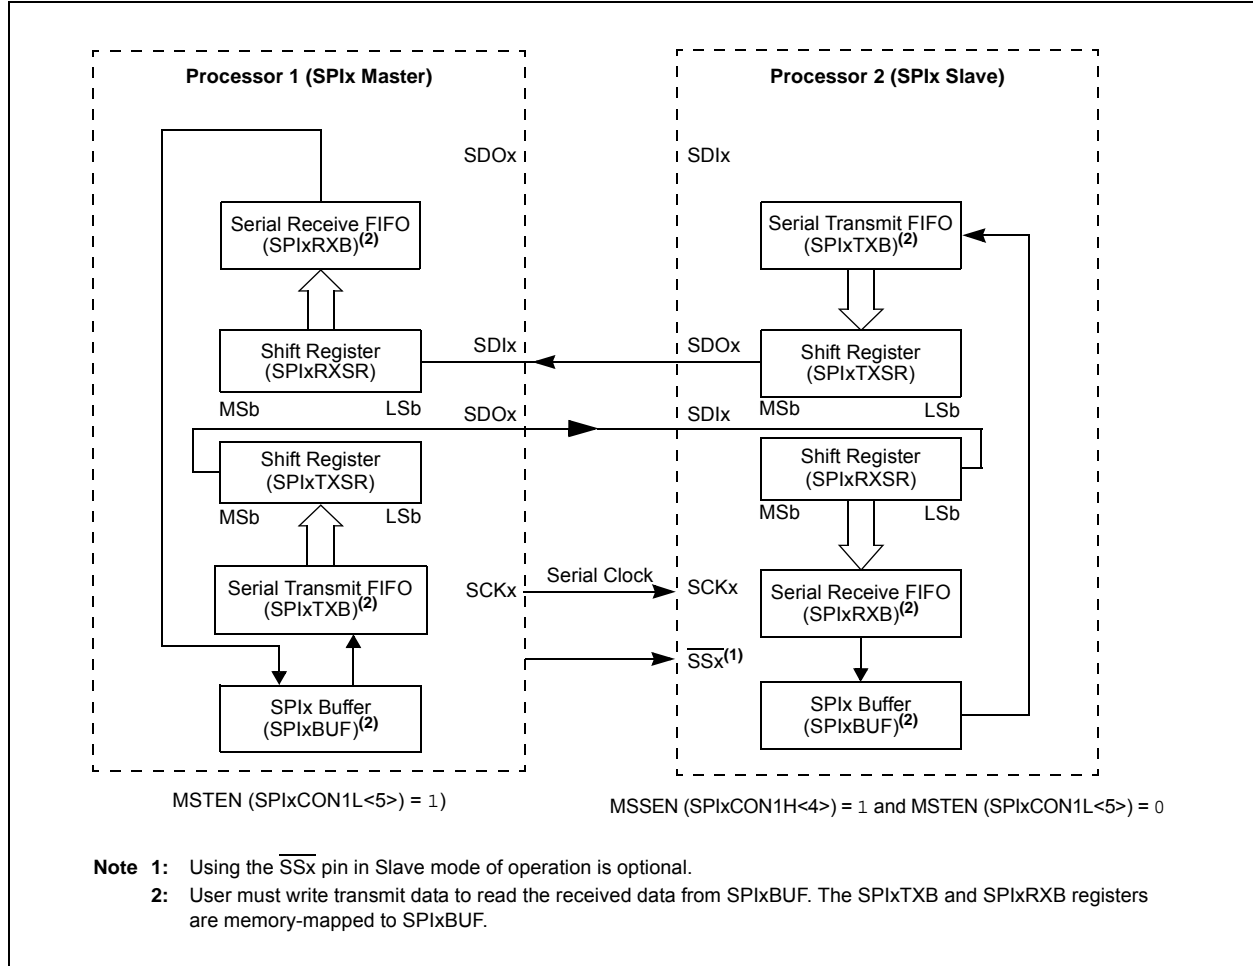 Processor 1 (SPIx Master)
Processor 2 (SPIx Slave)
SDOx
SDIx
Serial Receive FIFO
(SPIxRXB)(2)
Serial Transmit FIFO
(SPIxTXB)(2)
Shift Register
(SPIxRXSR)
SDIx
SDOx
Shift Register
(SPIxTXSR)
MSb
LSb
MSb
LSb
SDOx
SDIx
Shift Register
(SPIxTXSR)
Shift Register
(SPIxRXSR)
MSb
LSb
MSb
LSb
Serial Transmit FIFO
(SPIxTXB)(2)
SCKx
Serial Clock
SCKx
Serial Receive FIFO
(SPIxRXB)(2)
SSx(1)
SPIx Buffer
(SPIxBUF)(2)
SPIx Buffer
(SPIxBUF)(2)
MSTEN (SPIxCON1L<5>) = 1)
MSSEN (SPIxCON1H<4>) = 1 and MSTEN (SPIxCON1L<5>) = 0
Note 1: Using the SSx pin in Slave mode of operation is optional.
2: User must write transmit data to read the received data from SPIxBUF. The SPIxTXB and SPIxRXB registers
are memory-mapped to SPIxBUF.